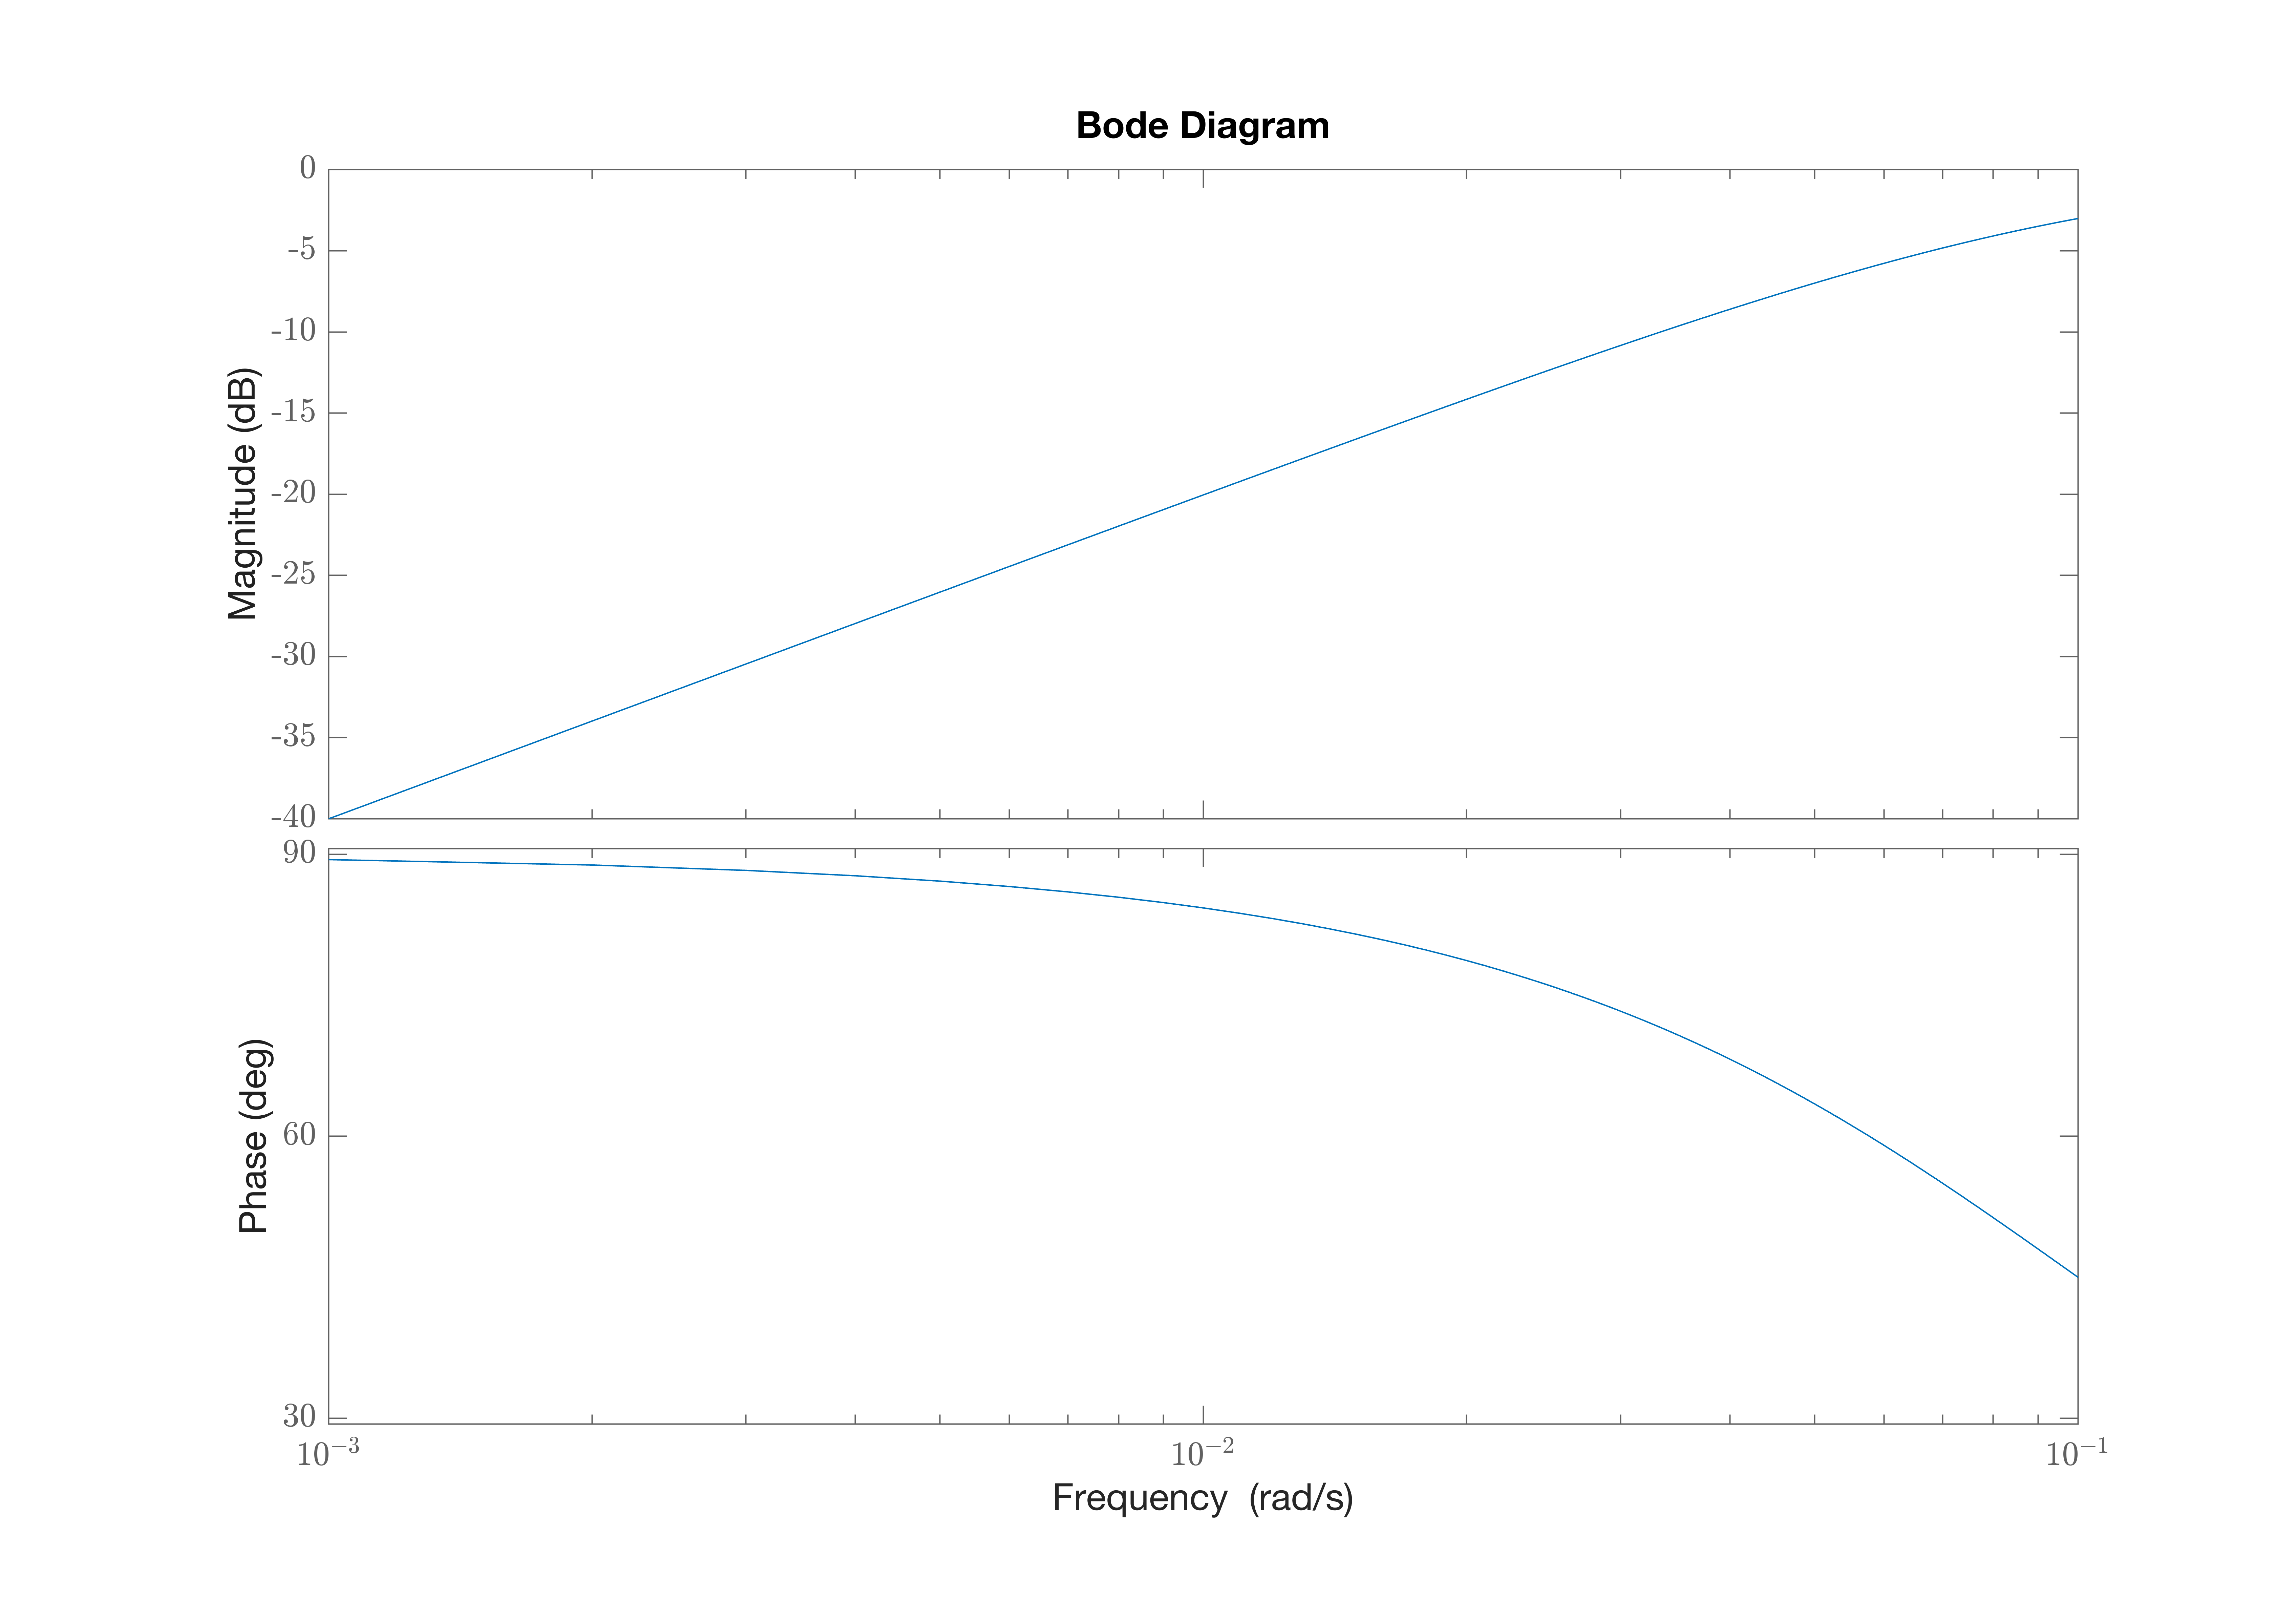 Bode Diagram
0
-5
-10
-15
-20
-25
-30
-35
-40
Magnitude (dB)
90
60
30
Phase (deg)
10⁻³ 10⁻² 10⁻¹
Frequency (rad/s)